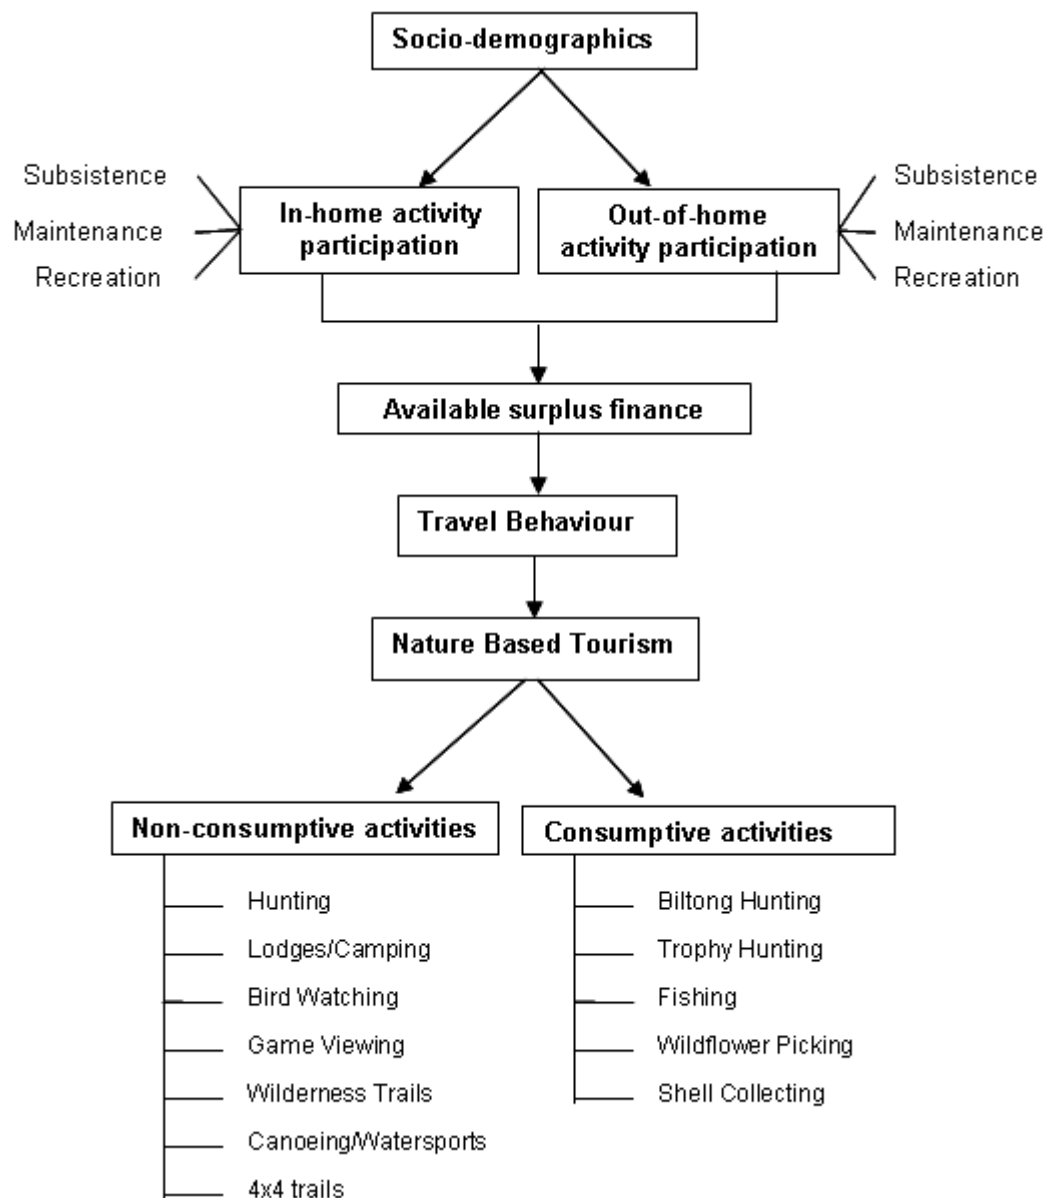 Socio-demographics
Subsistence
Maintenance
Recreation
In-home activity
participation
Out-of-home
activity participation
Subsistence
Maintenance
Recreation
Available surplus finance
Travel Behaviour
Nature Based Tourism
Non-consumptive activities
Hunting
Lodges/Camping
Bird Watching
Game Viewing
Wilderness Trails
Canoeing/Watersports
4x4 trails
Consumptive activities
Biltong Hunting
Trophy Hunting
Fishing
Wildflower Picking
Shell Collecting